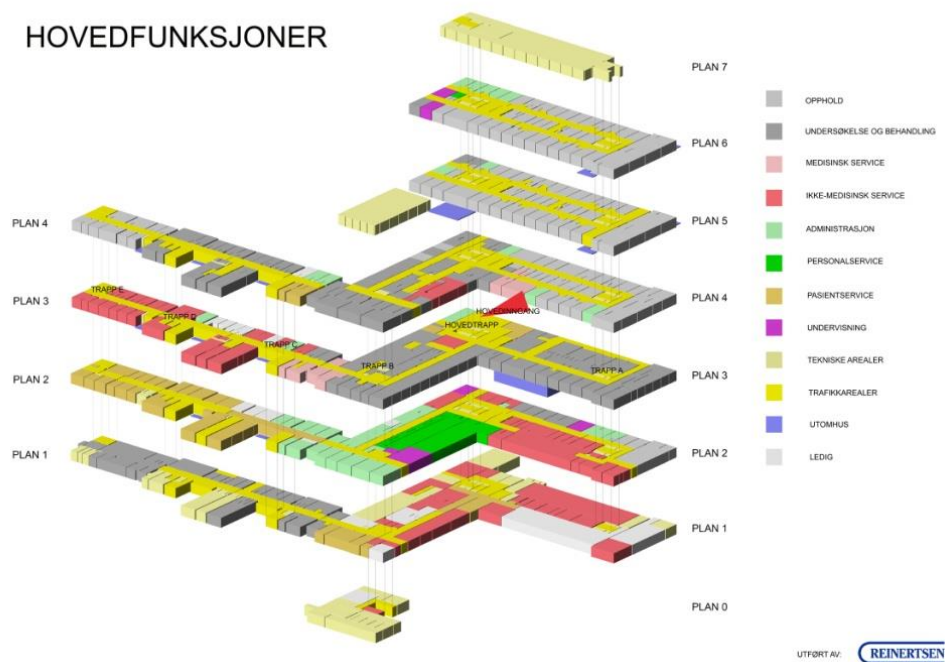 HOVEDFUNKSJONER
PLAN 7
PLAN 6
PLAN 5
PLAN 4
PLAN 4
PLAN 3
TRAPP E
TRAPP D
TRAPP C
TRAPP B
HOVEDINNGANG
HOVEDTRAPP
TRAPP A
PLAN 3
PLAN 2
PLAN 2
PLAN 1
PLAN 1
PLAN 0
OPPHOLD
UNDERSØKELSE OG BEHANDLING
MEDISINSK SERVICE
IKKE-MEDISINSK SERVICE
ADMINISTRASJON
PERSONALSERVICE
PASIENTSERVICE
UNDERVISNING
TEKNISKE AREALER
TRAFIKKAREALER
UTOMHUS
LEDIG
UTFØRT AV: REINERTSEN